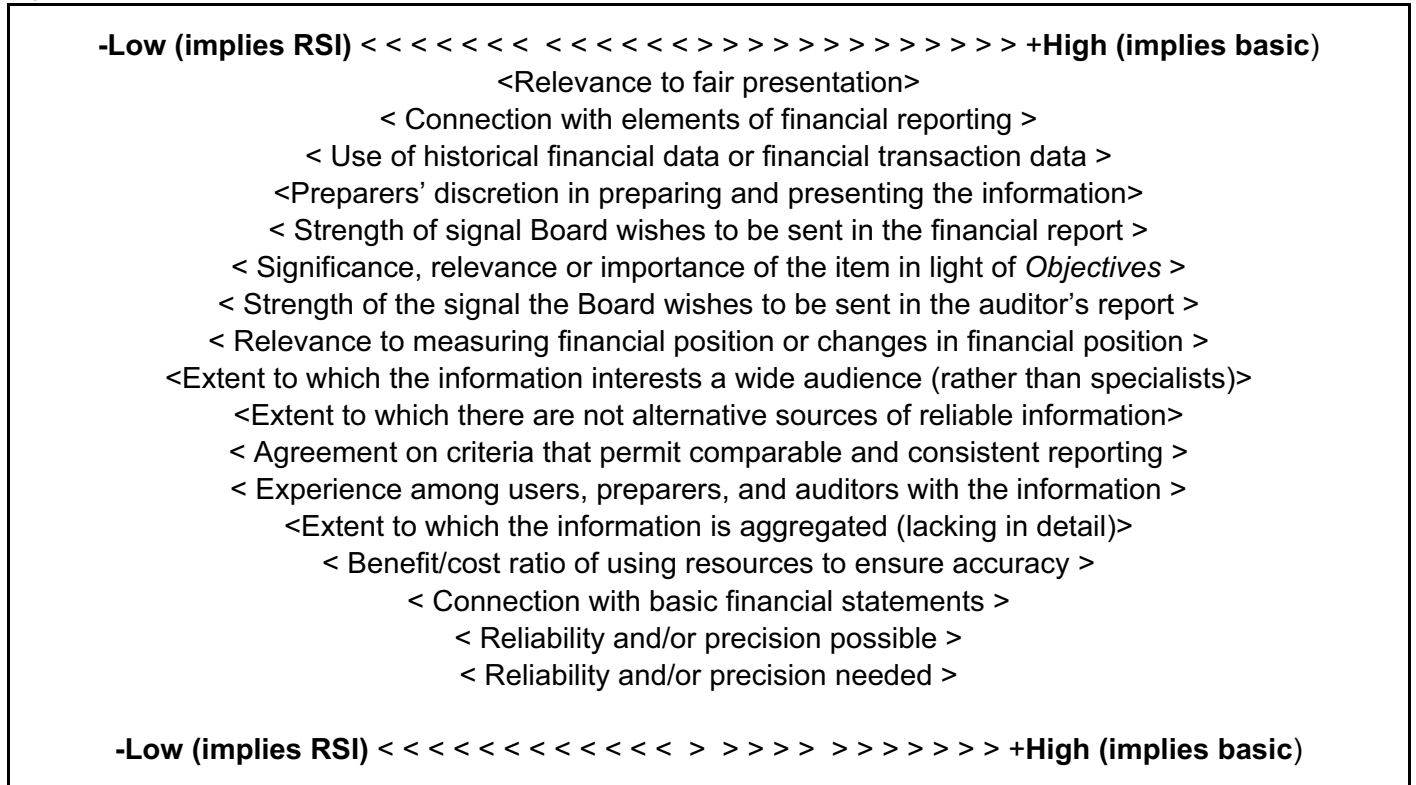 -Low (implies RSI) < < < < < < <  < < < < < < > > > > > > > > > > > > > > +High (implies basic)
<Relevance to fair presentation>
< Connection with elements of financial reporting >
< Use of historical financial data or financial transaction data >
<Preparers’ discretion in preparing and presenting the information>
< Strength of signal Board wishes to be sent in the financial report >
< Significance, relevance or importance of the item in light of Objectives >
< Strength of the signal the Board wishes to be sent in the auditor’s report >
< Relevance to measuring financial position or changes in financial position >
<Extent to which the information interests a wide audience (rather than specialists)>
<Extent to which there are not alternative sources of reliable information>
< Agreement on criteria that permit comparable and consistent reporting >
< Experience among users, preparers, and auditors with the information >
<Extent to which the information is aggregated (lacking in detail)>
< Benefit/cost ratio of using resources to ensure accuracy >
< Connection with basic financial statements >
< Reliability and/or precision possible >
< Reliability and/or precision needed >
-Low (implies RSI) < < < < < < < < < < < <  >  > > > >  > > > > > > > +High (implies basic)